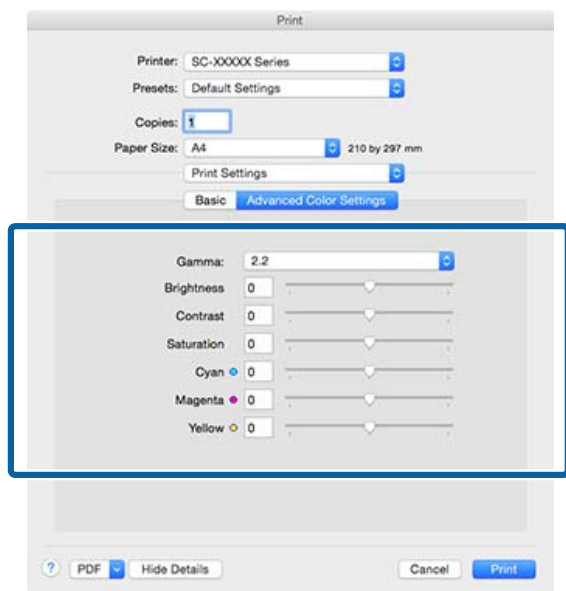 Print
Printer: SC-XXXXX Series
Presets: Default Settings
Copies: 1
Paper Size: A4 210 by 297 mm
Print Settings
Basic Advanced Color Settings
Gamma: 2.2
Brightness 0
Contrast 0
Saturation 0
Cyan 0
Magenta 0
Yellow 0
? PDF Hide Details Cancel Print